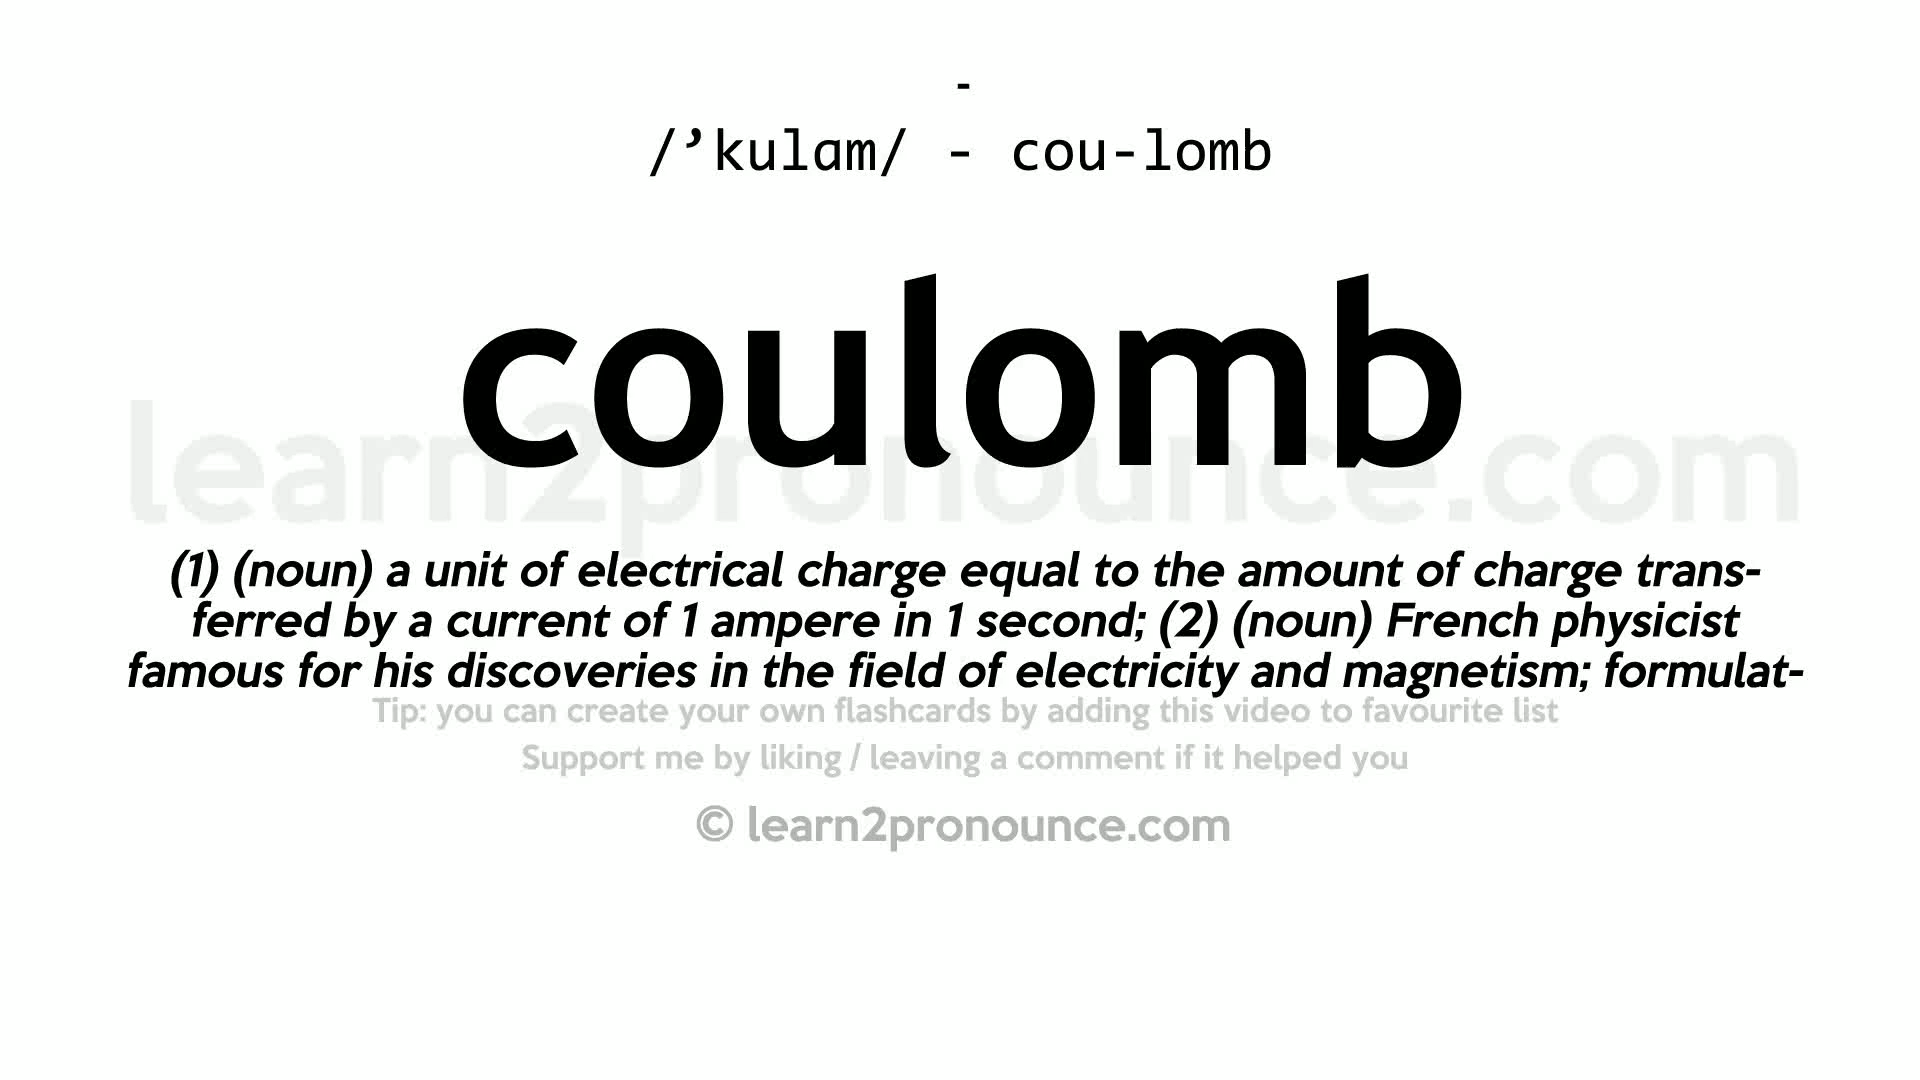 -
/’kulɑm/ - cou-lomb
coulomb
learn2pronounce.com
(1) (noun) a unit of electrical charge equal to the amount of charge trans-
ferred by a current of 1 ampere in 1 second; (2) (noun) French physicist
famous for his discoveries in the field of electricity and magnetism; formulat-
Tip: you can create your own flashcards by adding this video to favourite list
Support me by liking / leaving a comment if it helped you
© learn2pronounce.com